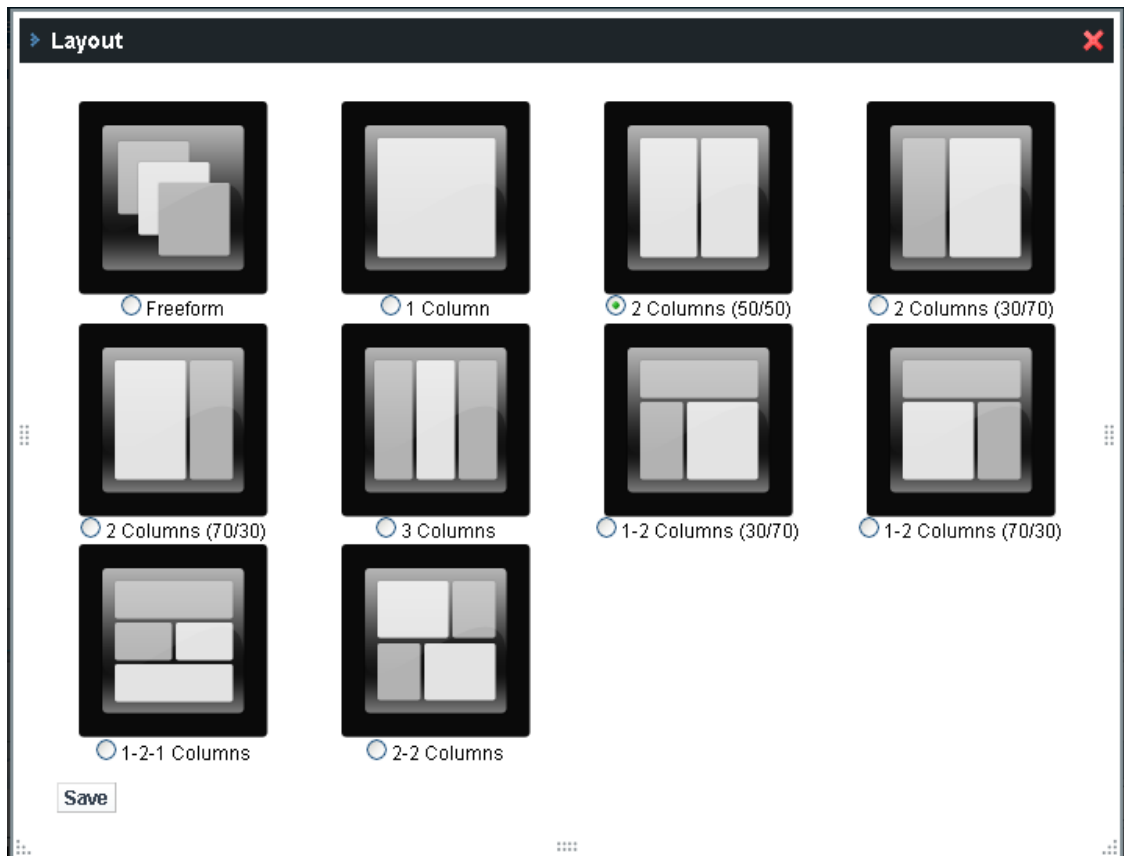 Layout
Freeform
1 Column
2 Columns (50/50)
2 Columns (30/70)
2 Columns (70/30)
3 Columns
1-2 Columns (30/70)
1-2 Columns (70/30)
1-2-1 Columns
2-2 Columns
Save